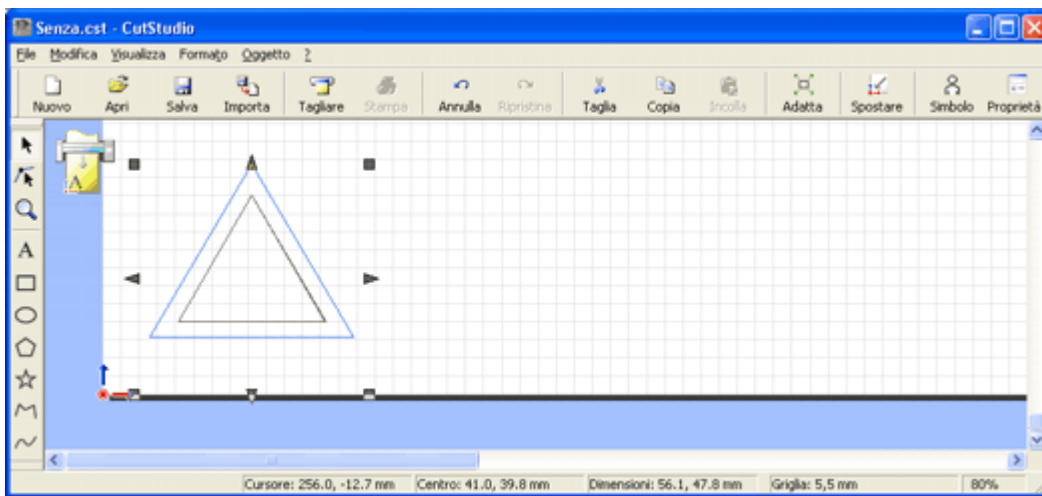 Senza.cst - CutStudio
File Modifica Visualizza Formato Oggetto ?
Nuovo Apri Salva Importa Tagliare Stampa Annulla Ripristina Taglia Copia Incolla Adatta Spostare Simbolo Proprietà
A
A
Cursore: 256.0, -12.7 mm Centro: 41.0, 39.8 mm Dimensioni: 56.1, 47.8 mm Griglia: 5,5 mm 80%